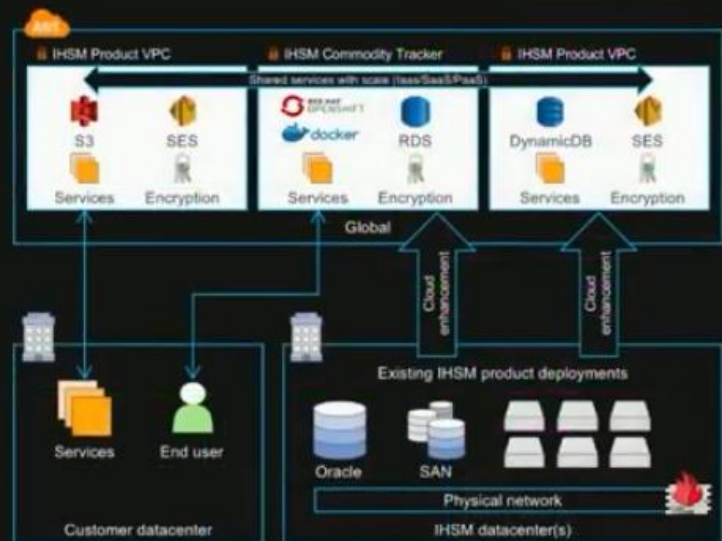 AWS
IHSM Product VPC
IHSM Commodity Tracker
IHSM Product VPC
Shared services with scale (Iaas/SaaS/PaaS)
S3
SES
RED HAT
OPENSHIFT
docker
RDS
DynamicDB
SES
Services
Encryption
Services
Encryption
Services
Encryption
Global
Cloud
enhancement
Cloud
enhancement
Existing IHSM product deployments
Services
End user
Oracle
SAN
Physical network
Customer datacenter
IHSM datacenter(s)